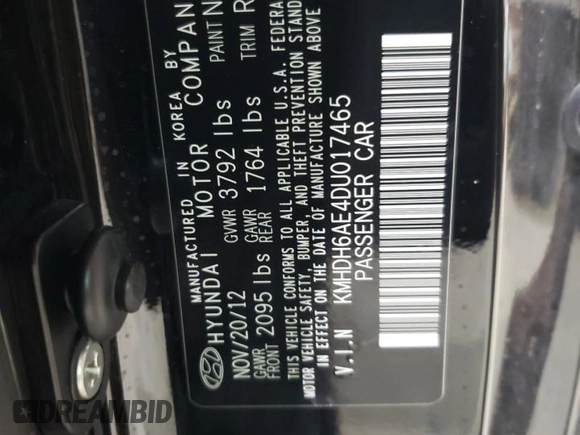 MANUFACTURED IN KOREA BY
HYUNDAI MOTOR COMPAN
NOV/20/12 GVWR 3792 lbs PAINT N
GAWR FRONT 2095 lbs GAWR REAR 1764 lbs TRIM R
THIS VEHICLE CONFORMS TO ALL APPLICABLE U.S.A. FEDERA
MOTOR VEHICLE SAFETY, BUMPER, AND THEFT PREVENTION STAND
IN EFFECT ON THE DATE OF MANUFACTURE SHOWN ABOVE
V.I.N KMHDH6AE4DU017465
PASSENGER CAR
DREAMBID